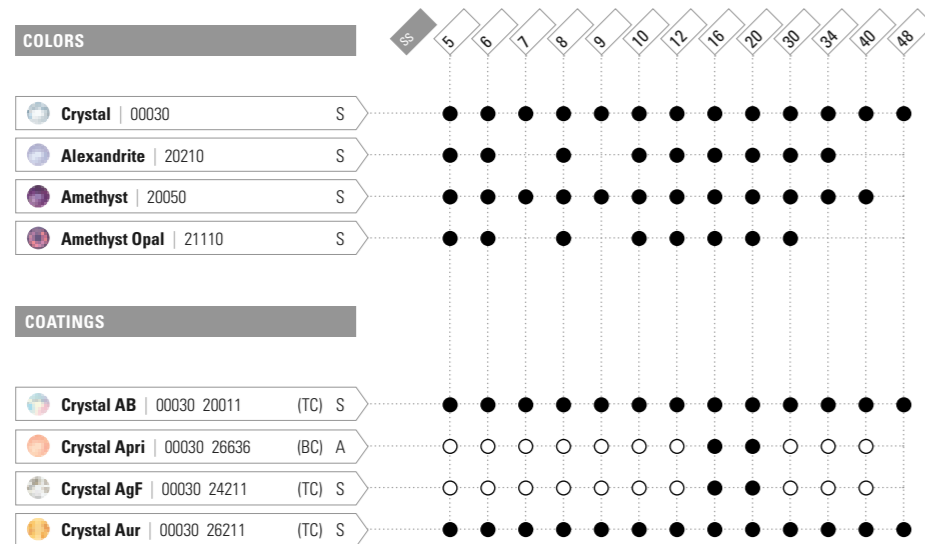 COLORS
SS 5 6 7 8 9 10 12 16 20 30 34 40 48
Crystal | 00030 S
Alexandrite | 20210 S
Amethyst | 20050 S
Amethyst Opal | 21110 S
COATINGS
Crystal AB | 00030 20011 (TC) S
Crystal Apri | 00030 26636 (BC) A
Crystal AgF | 00030 24211 (TC) S
Crystal Aur | 00030 26211 (TC) S